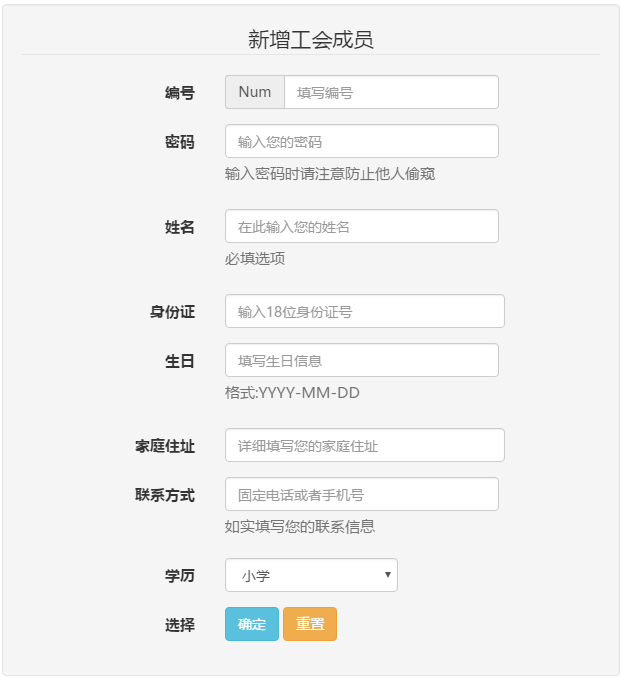 新增工会成员
编号 Num 填写编号
密码 输入您的密码
输入密码时请注意防止他人偷窥
姓名 在此输入您的姓名
必填选项
身份证 输入18位身份证号
生日 填写生日信息
格式:YYYY-MM-DD
家庭住址 详细填写您的家庭住址
联系方式 固定电话或者手机号
如实填写您的联系信息
学历 小学
选择 确定 重置